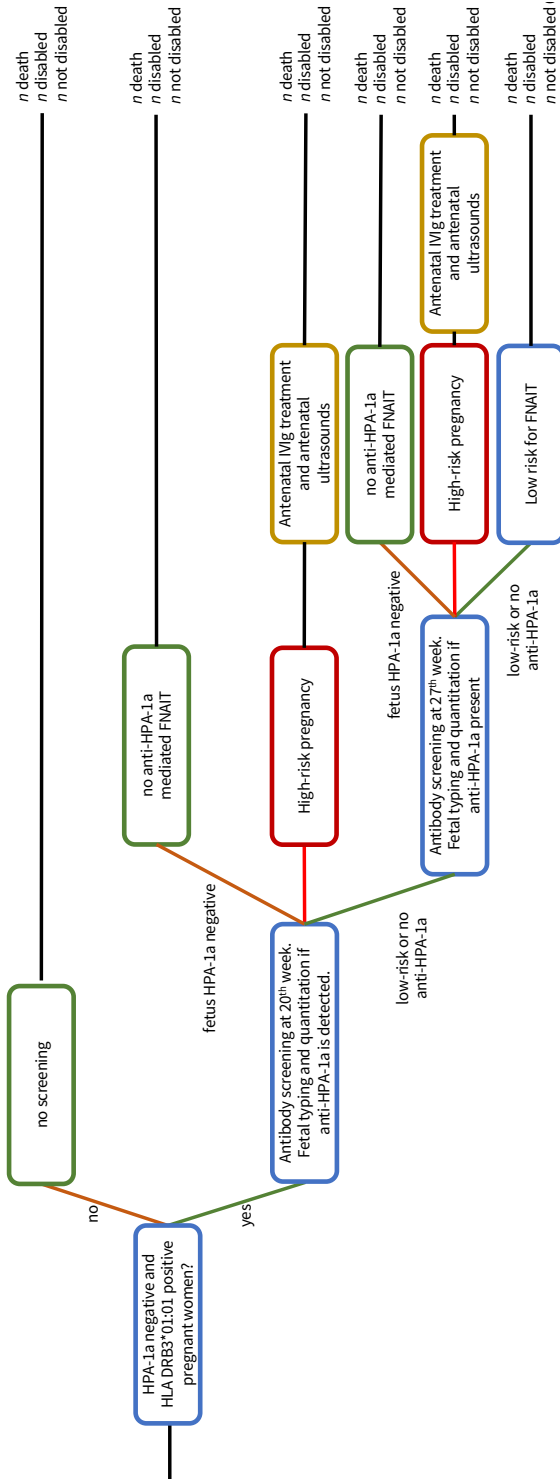 HPA-1a negative and
HLA DRB3*01:01 positive
pregnant women?
no
yes
no screening
n death
n disabled
n not disabled
Antibody screening at 20th week.
Fetal typing and quantitation if
anti-HPA-1a is detected.
fetus HPA-1a negative
no anti-HPA-1a
mediated FNAIT
n death
n disabled
n not disabled
High-risk pregnancy
Antenatal IVIg treatment
and antenatal
ultrasounds
n death
n disabled
n not disabled
low-risk or no
anti-HPA-1a
Antibody screening at 27th week.
Fetal typing and quantitation if
anti-HPA-1a present
fetus HPA-1a negative
no anti-HPA-1a
mediated FNAIT
n death
n disabled
n not disabled
High-risk pregnancy
Antenatal IVIg treatment
and antenatal
ultrasounds
n death
n disabled
n not disabled
low-risk or no
anti-HPA-1a
Low risk for FNAIT
n death
n disabled
n not disabled